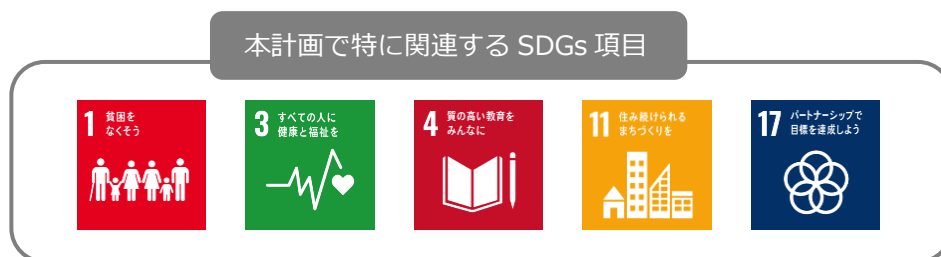 本計画で特に関連する SDGs 項目
1 貧困を
なくそう
3 すべての人に
健康と福祉を
4 質の高い教育を
みんなに
11 住み続けられる
まちづくりを
17 パートナーシップで
目標を達成しよう